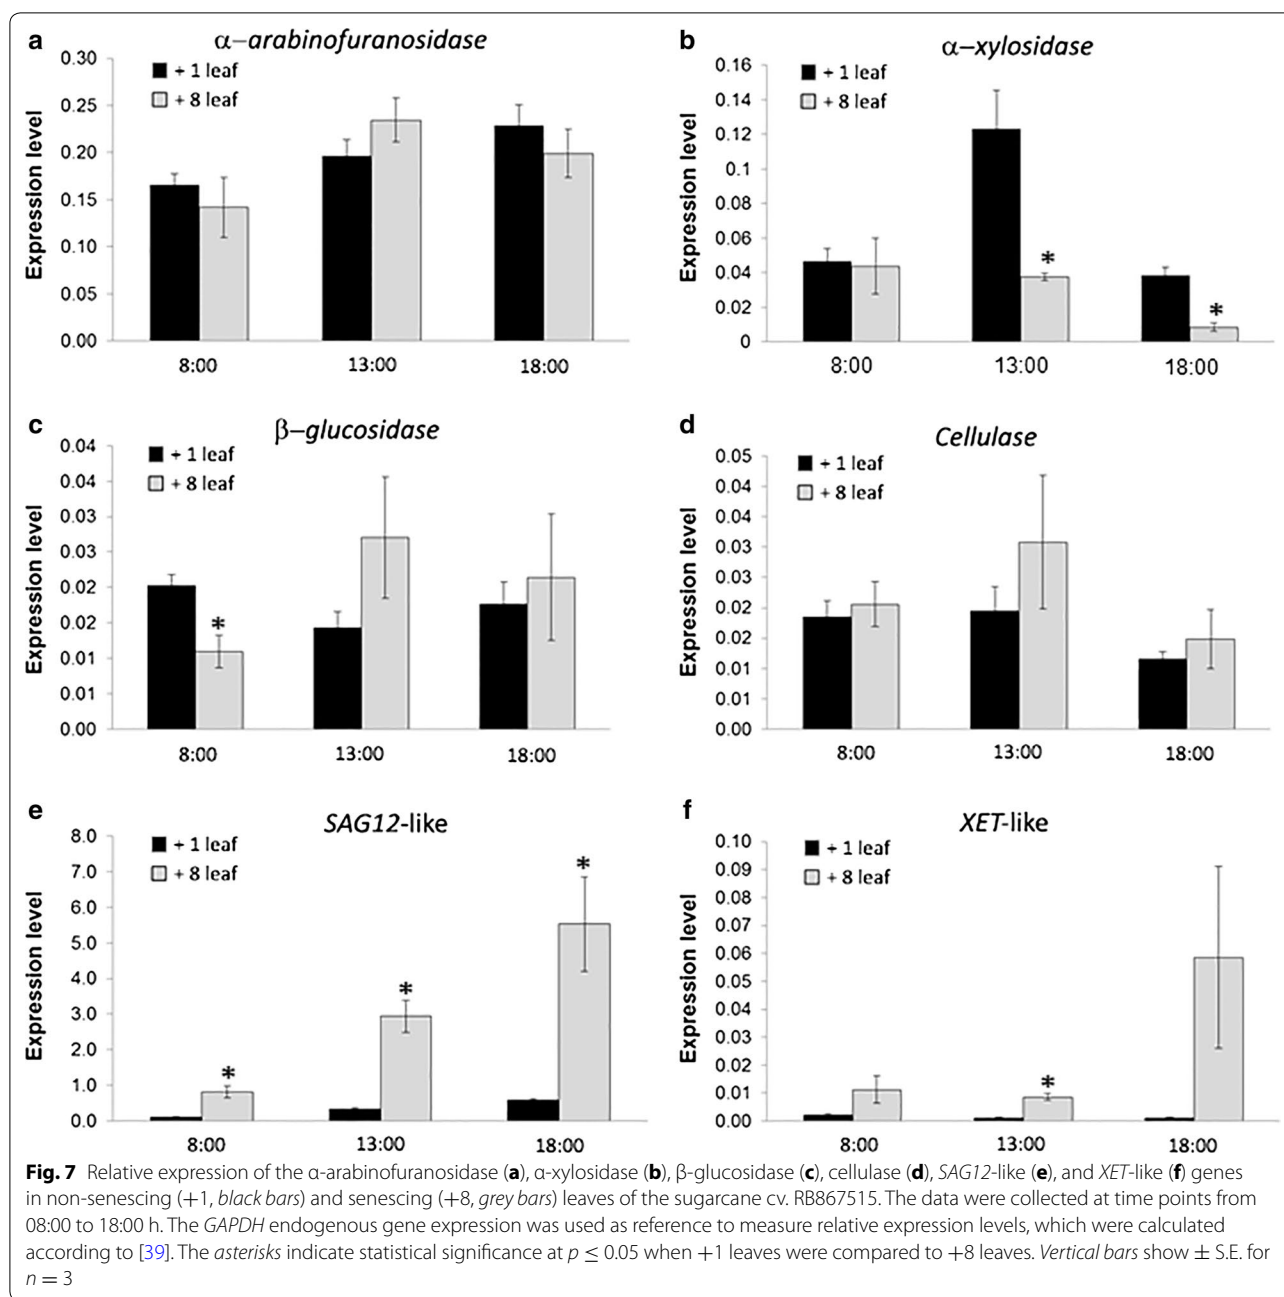 a
α–arabinofuranosidase
+ 1 leaf
+ 8 leaf
Expression level
0.30
0.25
0.20
0.15
0.10
0.05
0.00
8:00 13:00 18:00
b
α–xylosidase
+ 1 leaf
+ 8 leaf
Expression level
0.16
0.14
0.12
0.1
0.08
0.06
0.04
0.02
0
*
*
8:00 13:00 18:00
c
β–glucosidase
+ 1 leaf
+ 8 leaf
Expression level
0.04
0.04
0.03
0.03
0.02
0.02
0.01
0.01
0.00
*
8:00 13:00 18:00
d
Cellulase
+ 1 leaf
+ 8 leaf
Expression level
0.05
0.04
0.04
0.03
0.03
0.02
0.02
0.01
0.01
0.00
8:00 13:00 18:00
e
SAG12-like
+ 1 leaf
+ 8 leaf
Expression level
8.0
7.0
6.0
5.0
4.0
3.0
2.0
1.0
0.0
*
*
*
8:00 13:00 18:00
f
XET-like
+ 1 leaf
+ 8 leaf
Expression level
0.10
0.09
0.08
0.07
0.06
0.05
0.04
0.03
0.02
0.01
0.00
*
8:00 13:00 18:00
Fig. 7 Relative expression of the α-arabinofuranosidase (a), α-xylosidase (b), β-glucosidase (c), cellulase (d), SAG12-like (e), and XET-like (f) genes
in non-senescing (+1, black bars) and senescing (+8, grey bars) leaves of the sugarcane cv. RB867515. The data were collected at time points from
08:00 to 18:00 h. The GAPDH endogenous gene expression was used as reference to measure relative expression levels, which were calculated
according to [39]. The asterisks indicate statistical significance at p ≤ 0.05 when +1 leaves were compared to +8 leaves. Vertical bars show ± S.E. for
n = 3